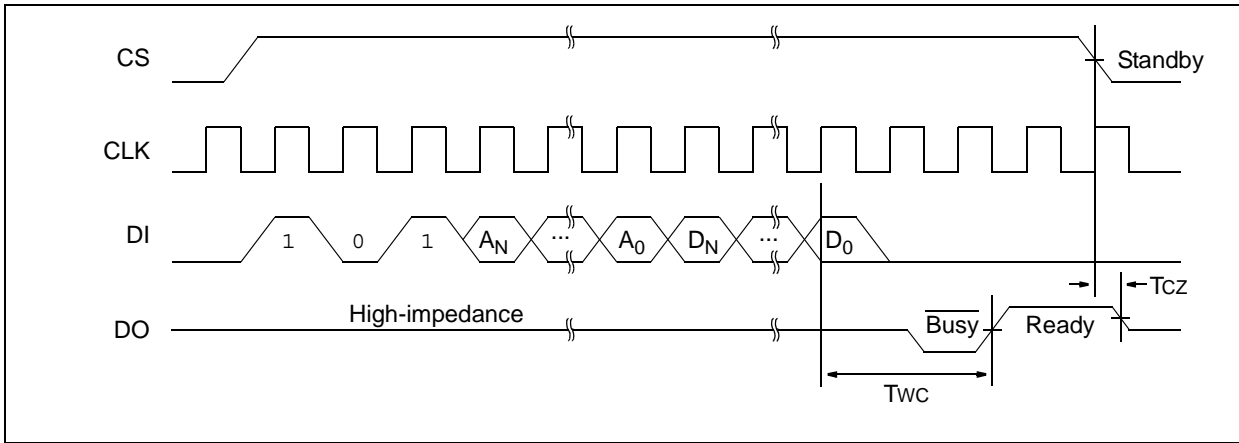 CS
Standby
CLK
DI
1 0 1 A_N ... A_0 D_N ... D_0
TCZ
High-impedance
DO
Busy
Ready
TWC